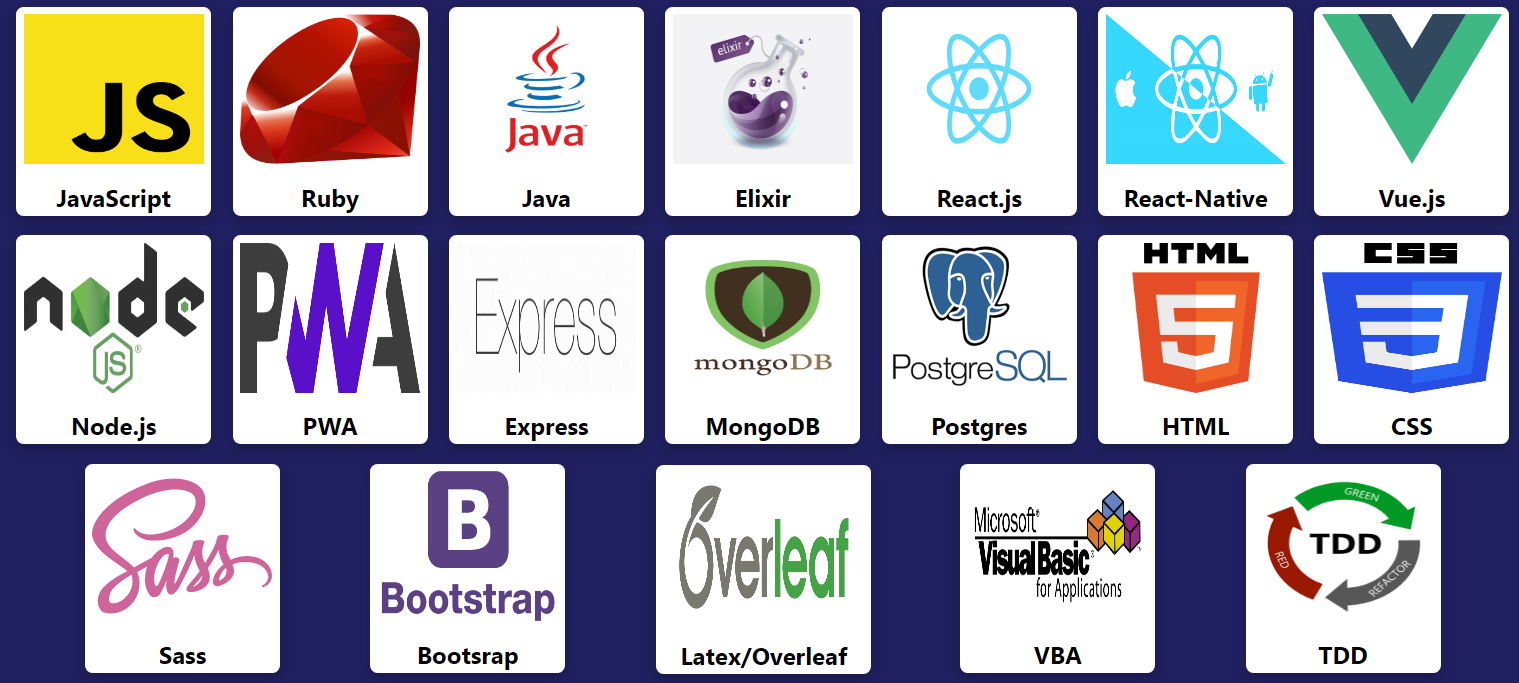 JS
JavaScript
Ruby
Java™
Java
elixir
Elixir
React.js
React-Native
Vue.js
node
JS®
Node.js
PWA
PWA
Express
Express
mongoDB
MongoDB
PostgreSQL
Postgres
HTML
5
HTML
CSS
3
CSS
Sass
Sass
B
Bootstrap
Bootsrap
Overleaf
Latex/Overleaf
Microsoft®
Visual Basic
for Applications
VBA
GREEN
TDD
RED
REFACTOR
TDD